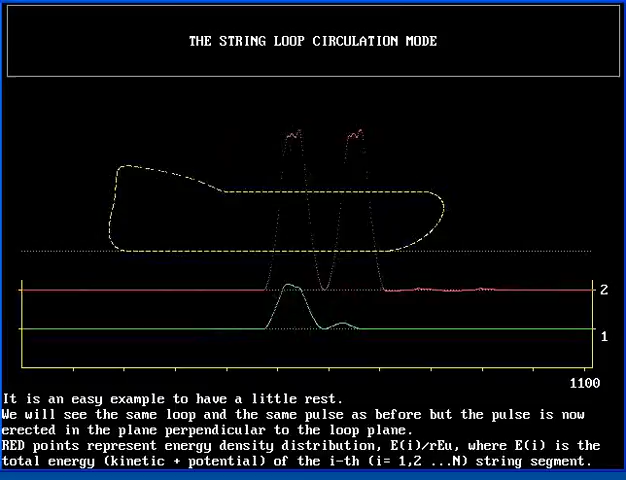 THE STRING LOOP CIRCULATION MODE
2
1
1100
It is an easy example to have a little rest.
We will see the same loop and the same pulse as before but the pulse is now
erected in the plane perpendicular to the loop plane.
RED points represent energy density distribution, E(i)/rEu, where E(i) is the
total energy (kinetic + potential) of the i-th (i= 1,2 ...N) string segment.